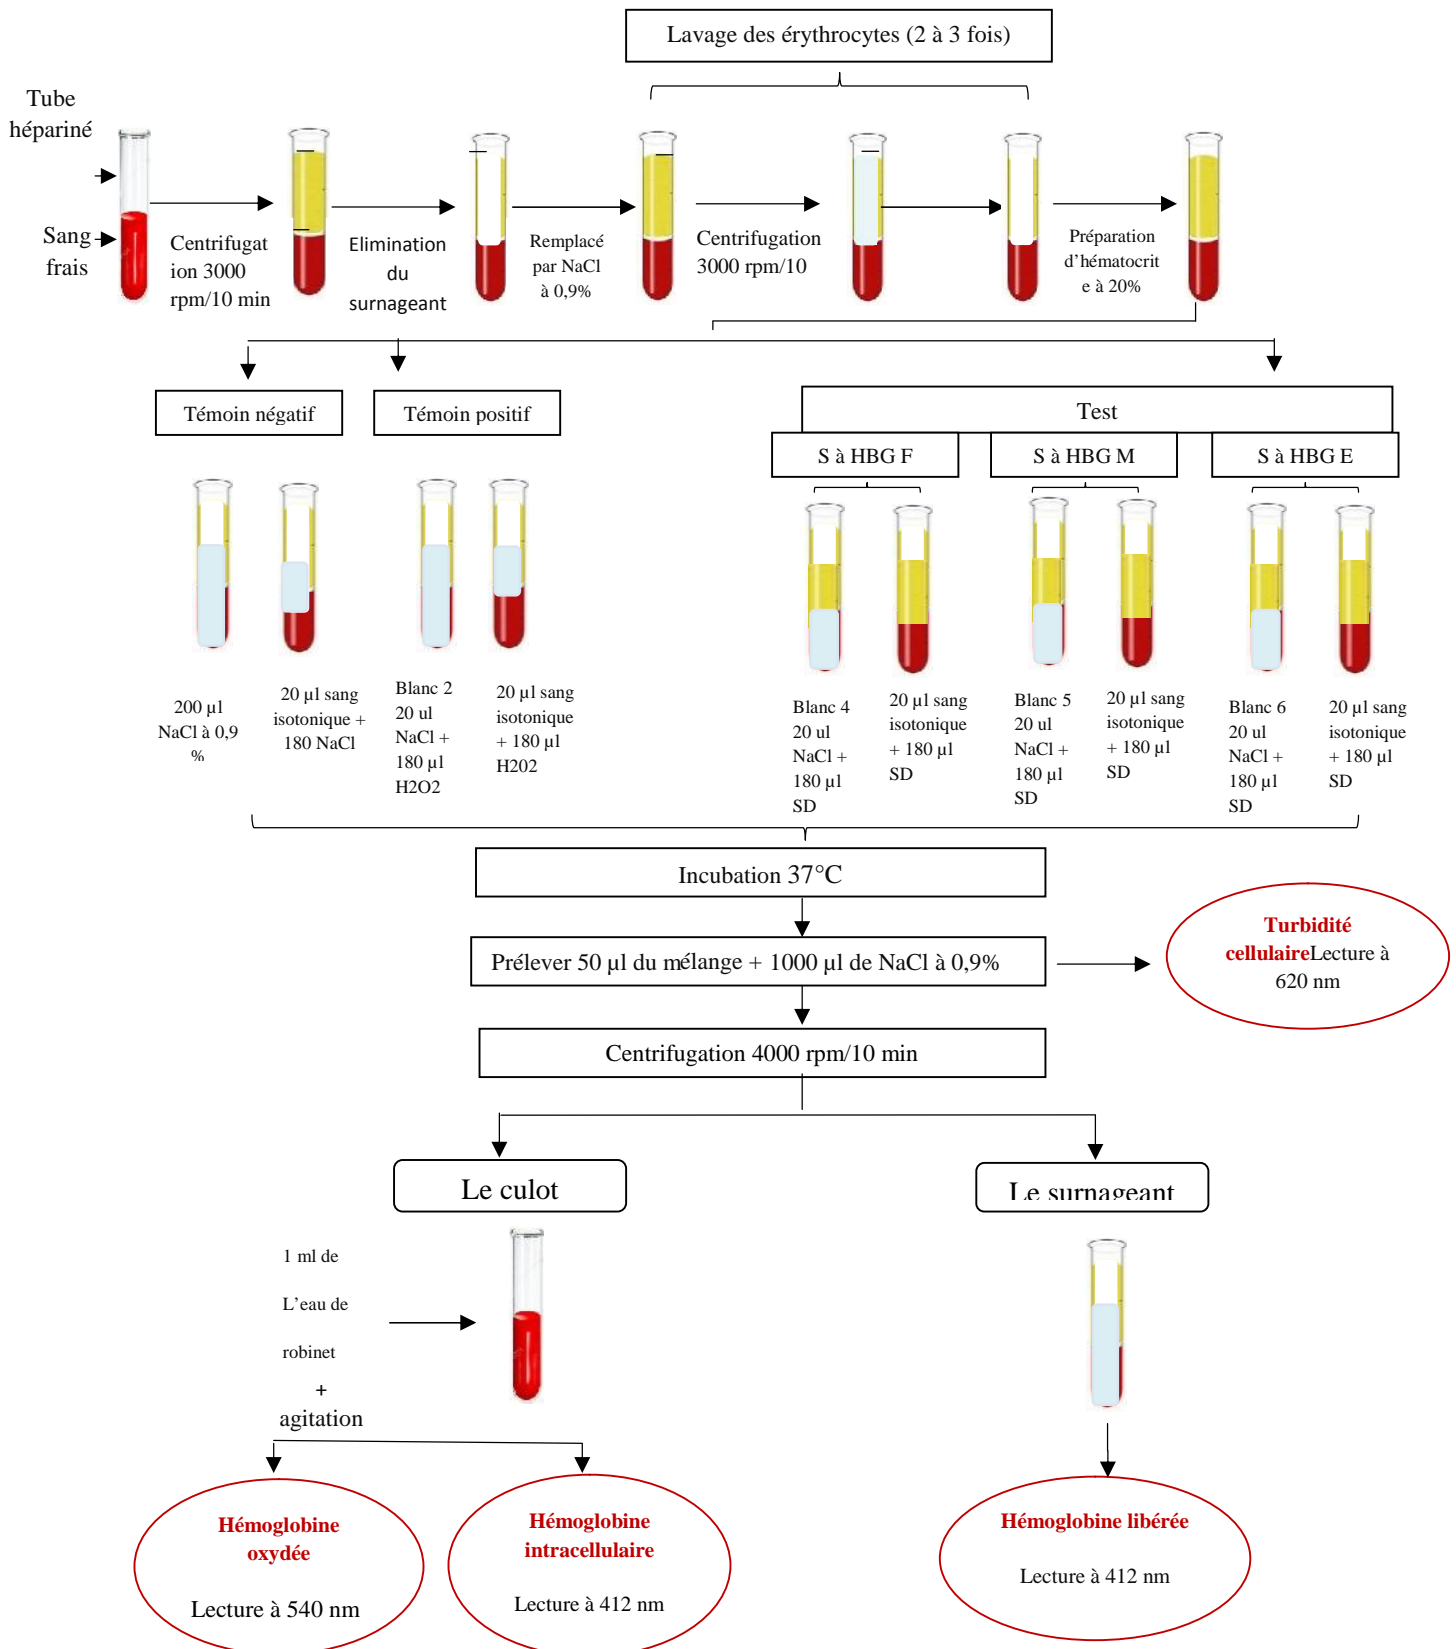 Lavage des érythrocytes (2 à 3 fois)
Tube
hépariné
Sang
frais
Centrifugat
ion 3000
rpm/10 min
Elimination
du
surnageant
Remplacé
par NaCl
à 0,9%
Centrifugation
3000 rpm/10
Préparation
d’hématocrit
e à 20%
Témoin négatif
Témoin positif
Test
S à HBG F
S à HBG M
S à HBG E
200 µl
NaCl à 0,9
%
20 µl sang
isotonique +
180 NaCl
Blanc 2
20 ul
NaCl +
180 µl
H2O2
20 µl sang
isotonique
+ 180 µl
H202
Blanc 4
20 ul
NaCl +
180 µl
SD
20 µl sang
isotonique
+ 180 µl
SD
Blanc 5
20 ul
NaCl +
180 µl
SD
20 µl sang
isotonique
+ 180 µl
SD
Blanc 6
20 ul
NaCl +
180 µl
SD
20 µl sang
isotonique
+ 180 µl
SD
Incubation 37°C
Prélever 50 µl du mélange + 1000 µl de NaCl à 0,9%
Turbidité
cellulaireLecture à
620 nm
Centrifugation 4000 rpm/10 min
Le culot
Le surnageant
1 ml de
L’eau de
robinet
+
agitation
Hémoglobine
oxydée
Lecture à 540 nm
Hémoglobine
intracellulaire
Lecture à 412 nm
Hémoglobine libérée
Lecture à 412 nm